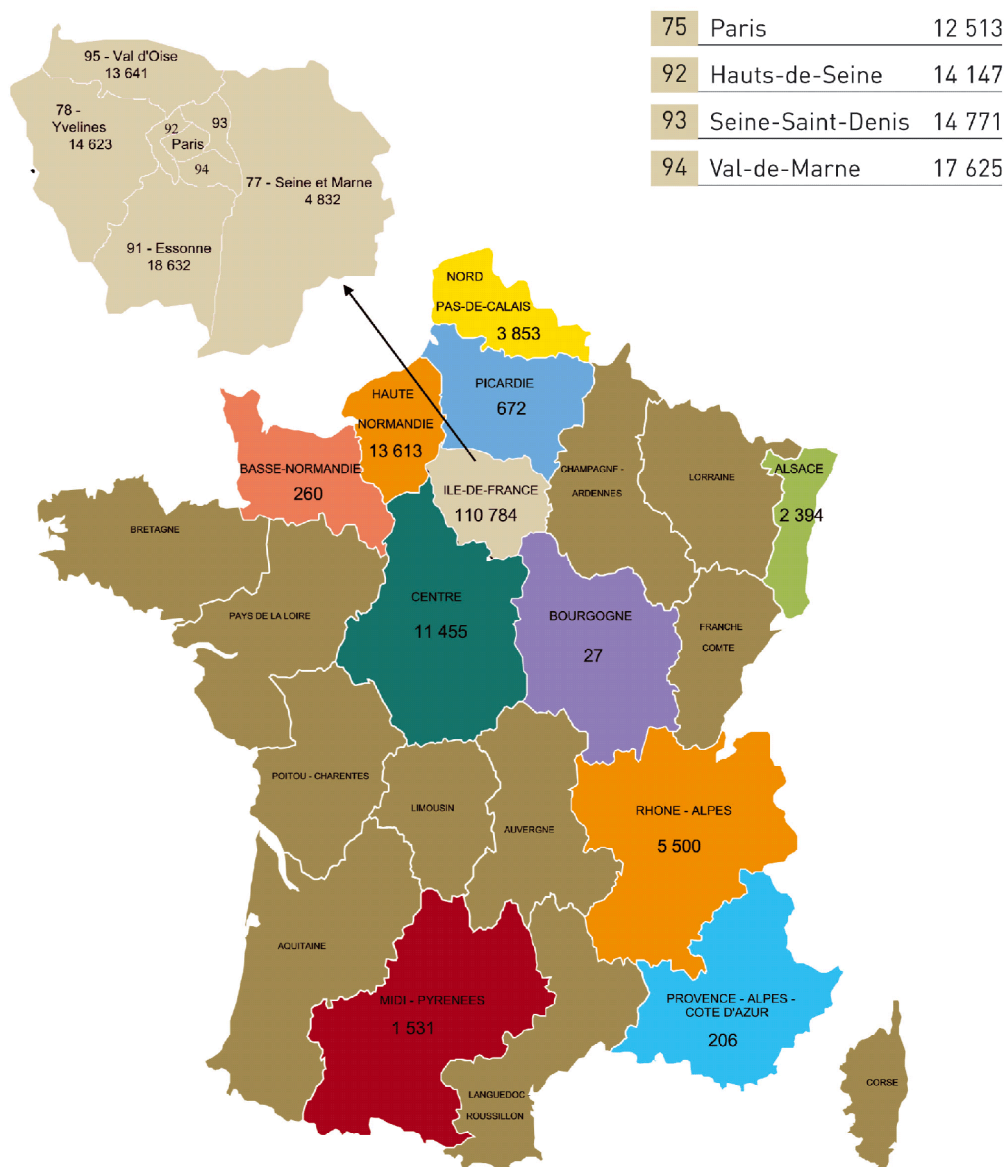 75 Paris 12 513
92 Hauts-de-Seine 14 147
93 Seine-Saint-Denis 14 771
94 Val-de-Marne 17 625
95 - Val d'Oise
13 641
78 -
Yvelines
14 623
92
93
Paris
94
77 - Seine et Marne
4 832
91 - Essonne
18 632
NORD
PAS-DE-CALAIS
3 853
PICARDIE
672
HAUTE
NORMANDIE
13 613
BASSE-NORMANDIE
260
ILE-DE-FRANCE
110 784
CHAMPAGNE -
ARDENNES
LORRAINE
ALSACE
2 394
BRETAGNE
PAYS DE LA LOIRE
CENTRE
11 455
BOURGOGNE
27
FRANCHE
COMTE
POITOU - CHARENTES
LIMOUSIN
AUVERGNE
RHONE - ALPES
5 500
AQUITAINE
MIDI - PYRENEES
1 531
PROVENCE - ALPES -
COTE D'AZUR
206
LANGUEDOC
ROUSSILLON
CORSE